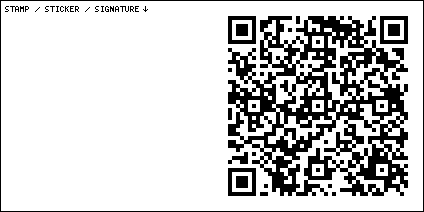 STAMP / STICKER / SIGNATURE ↓